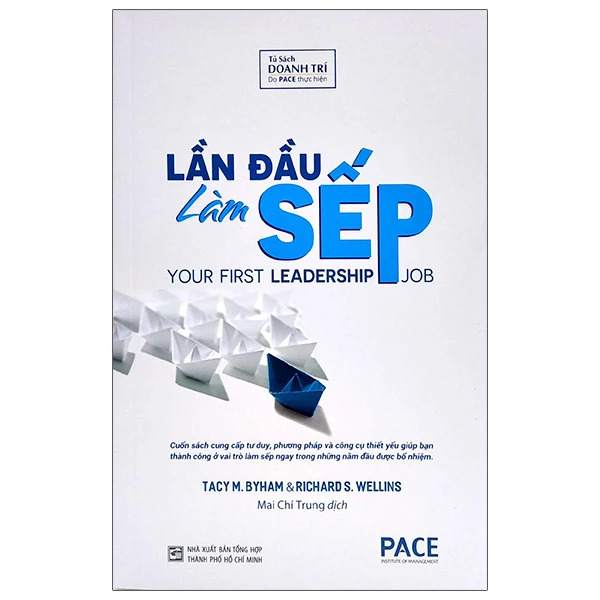 Tủ Sách
DOANH TRÍ
Do PACE thực hiện
LẦN ĐẦU
Làm SẾP
YOUR FIRST LEADERSHIP JOB
Cuốn sách cung cấp tư duy, phương pháp và công cụ thiết yếu giúp bạn
thành công ở vai trò làm sếp ngay trong những năm đầu được bổ nhiệm.
TACY M. BYHAM & RICHARD S. WELLINS
Mai Chí Trung dịch
NHÀ XUẤT BẢN TỔNG HỢP
THÀNH PHỐ HỒ CHÍ MINH
PACE
INSTITUTE OF MANAGEMENT